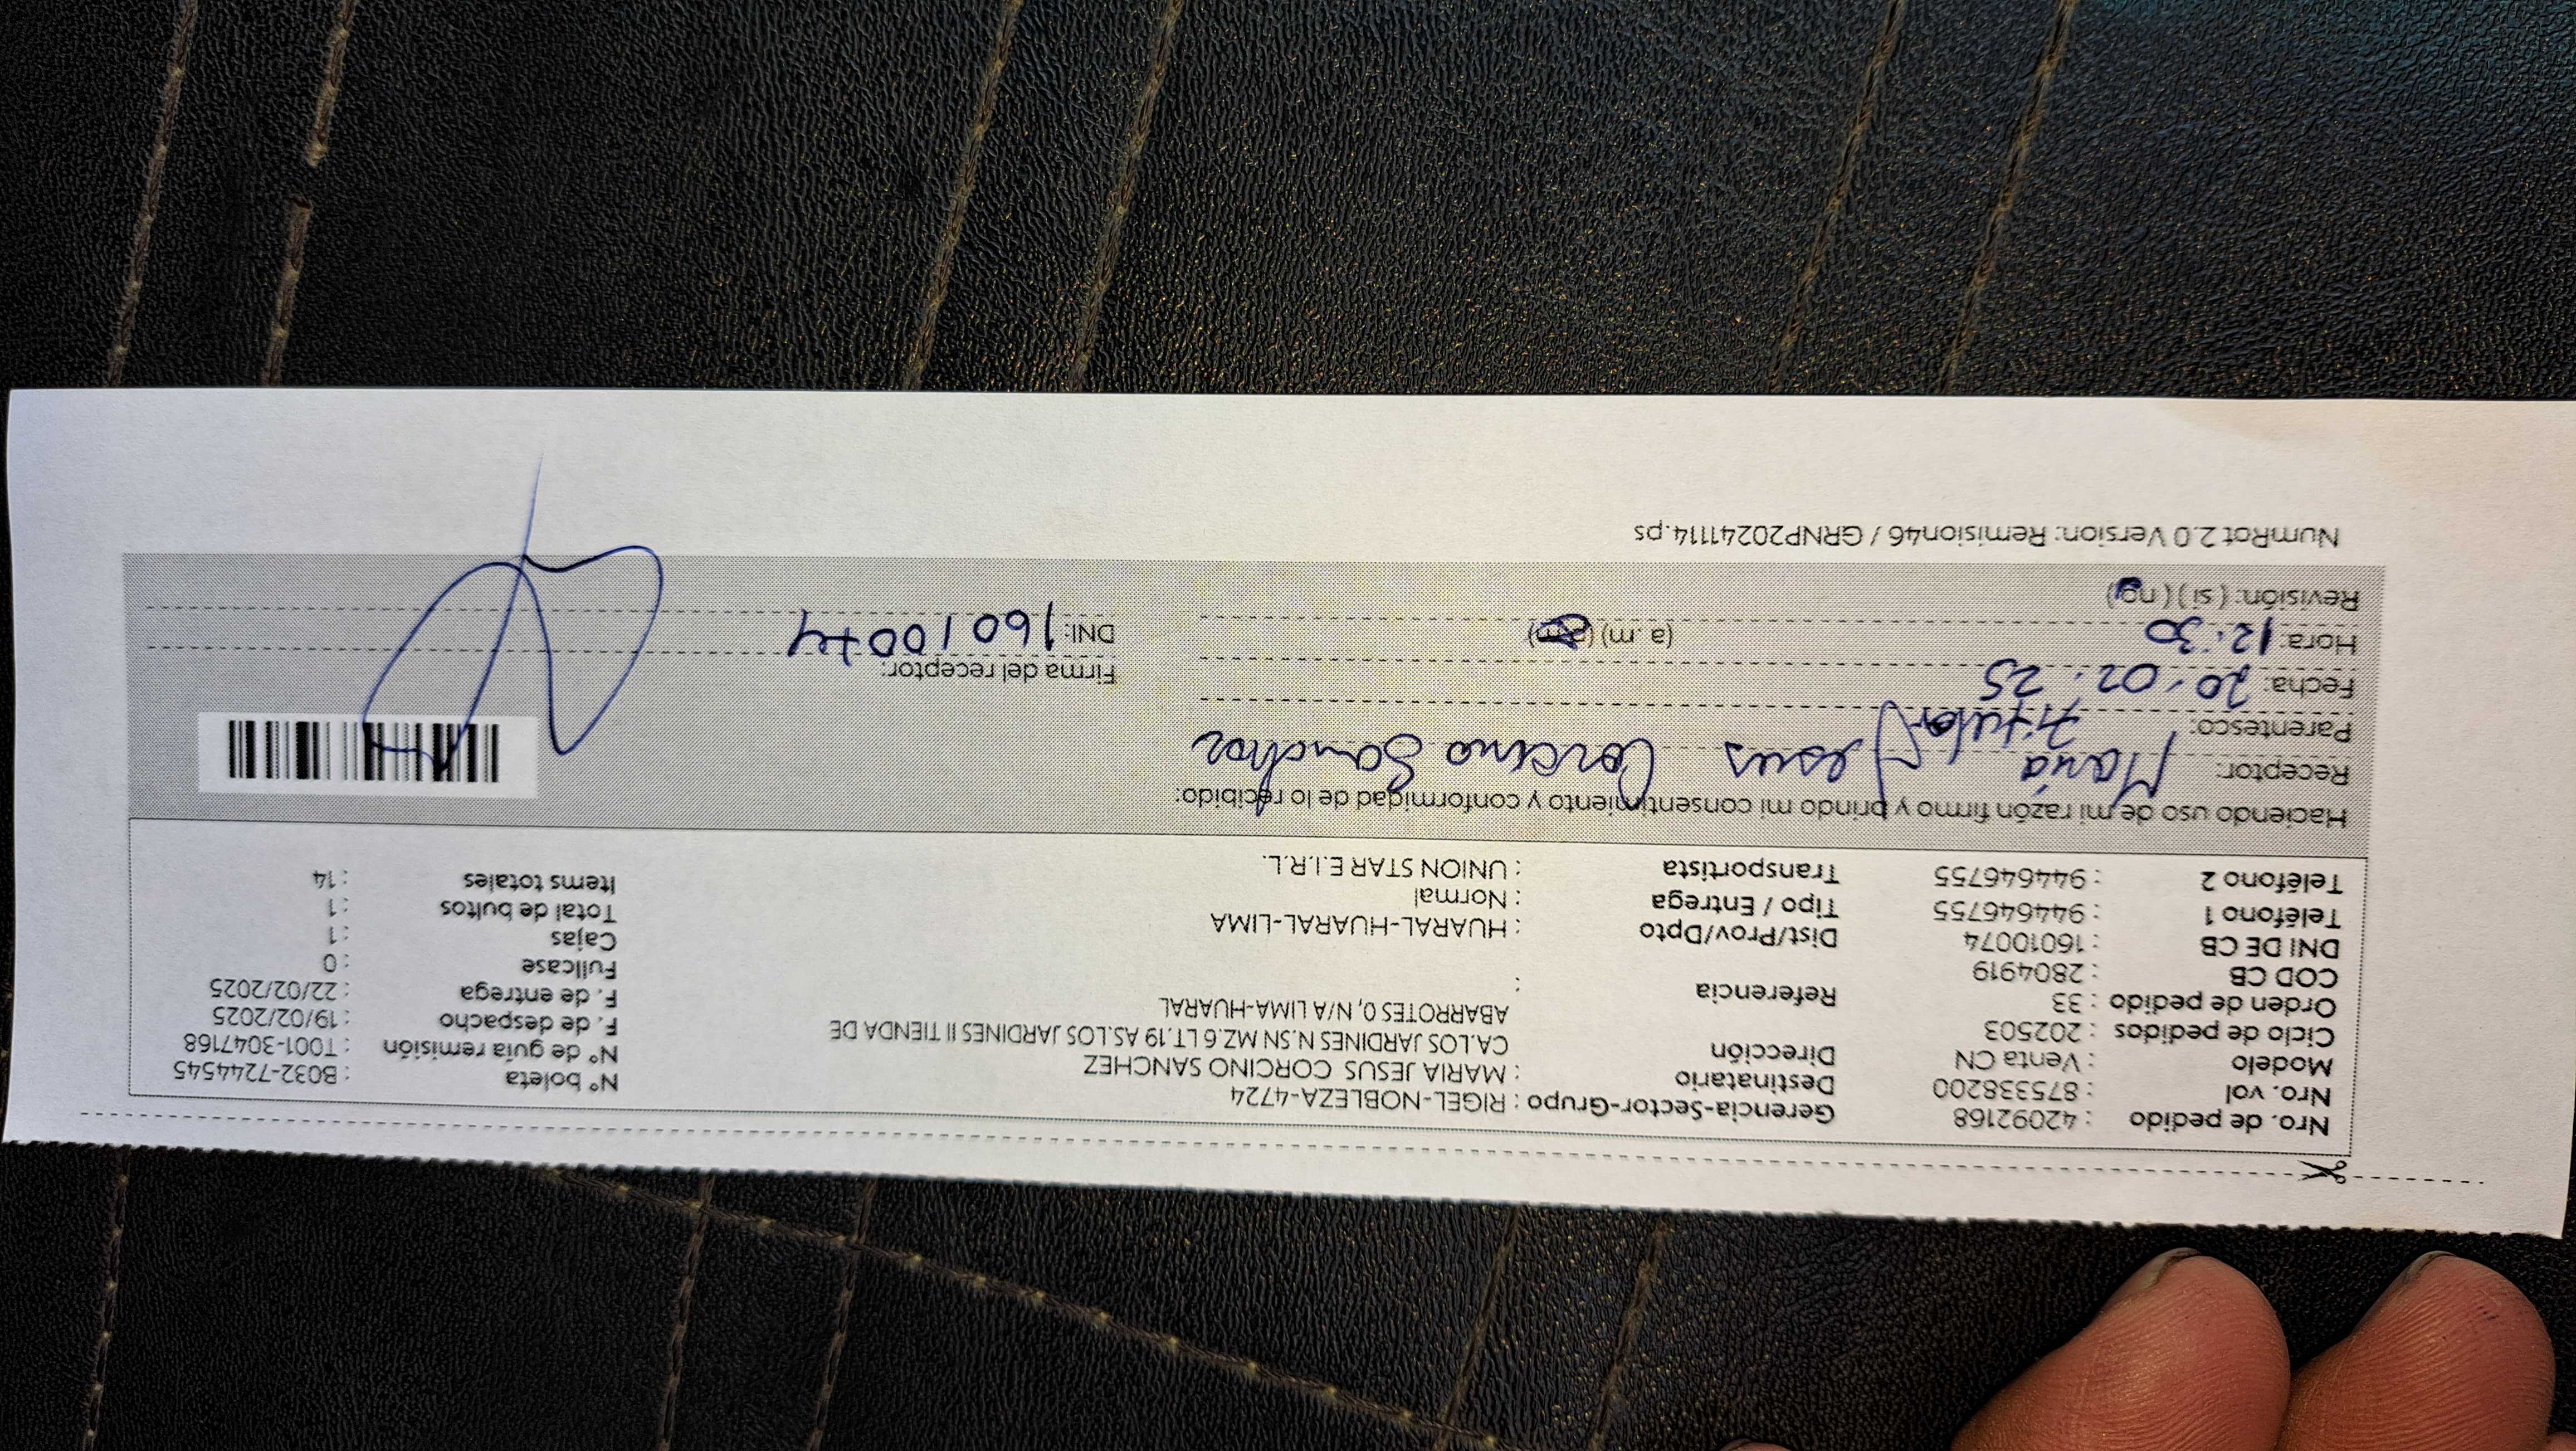 Nro. de pedido : 42092168 Gerencia-Sector-Grupo : RIGEL-NOBLEZA-4724 N° boleta : B032-7244545
Nro. vol : 875338200 Destinatario : MARIA JESUS CORCINO SANCHEZ N° de guía remisión : T001-3047168
Modelo : Venta CN Dirección CA.LOS JARDINES N.SN MZ.6 LT.19 AS.LOS JARDINES II TIENDA DE F. de despacho : 19/02/2025
Ciclo de pedidos : 202503 ABARROTES 0, N/A LIMA-HUARAL F. de entrega : 22/02/2025
Orden de pedido : 33 Referencia : Fullcase : 0
COD CB : 2804919 Cajas : 1
DNI DE CB : 16010074 Dist/Prov/Dpto : HUARAL-HUARAL-LIMA Total de bultos : 1
Teléfono 1 : 944646755 Tipo / Entrega : Normal Items totales : 14
Teléfono 2 : 944646755 Transportista : UNION STAR E.I.R.L.
Haciendo uso de mi razón firmo y brindo mi consentimiento y conformidad de lo recibido:
Receptor: Maria Jesus Corcino Sanchez
Parentesco: Titular
Fecha: 20.02.25 Firma del receptor:
Hora: 12:30 (a. m) (p.m) DNI: 16010074
Revisión: ( si ) ( no )
NumRot 2.0 Version: Remision46 / GRNP20241114.ps